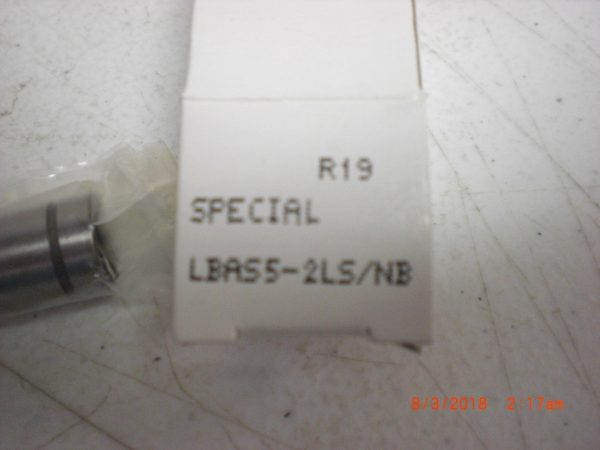 R19
SPECIAL
LBAS5-2LS/NB
8/3/2018 2:17am